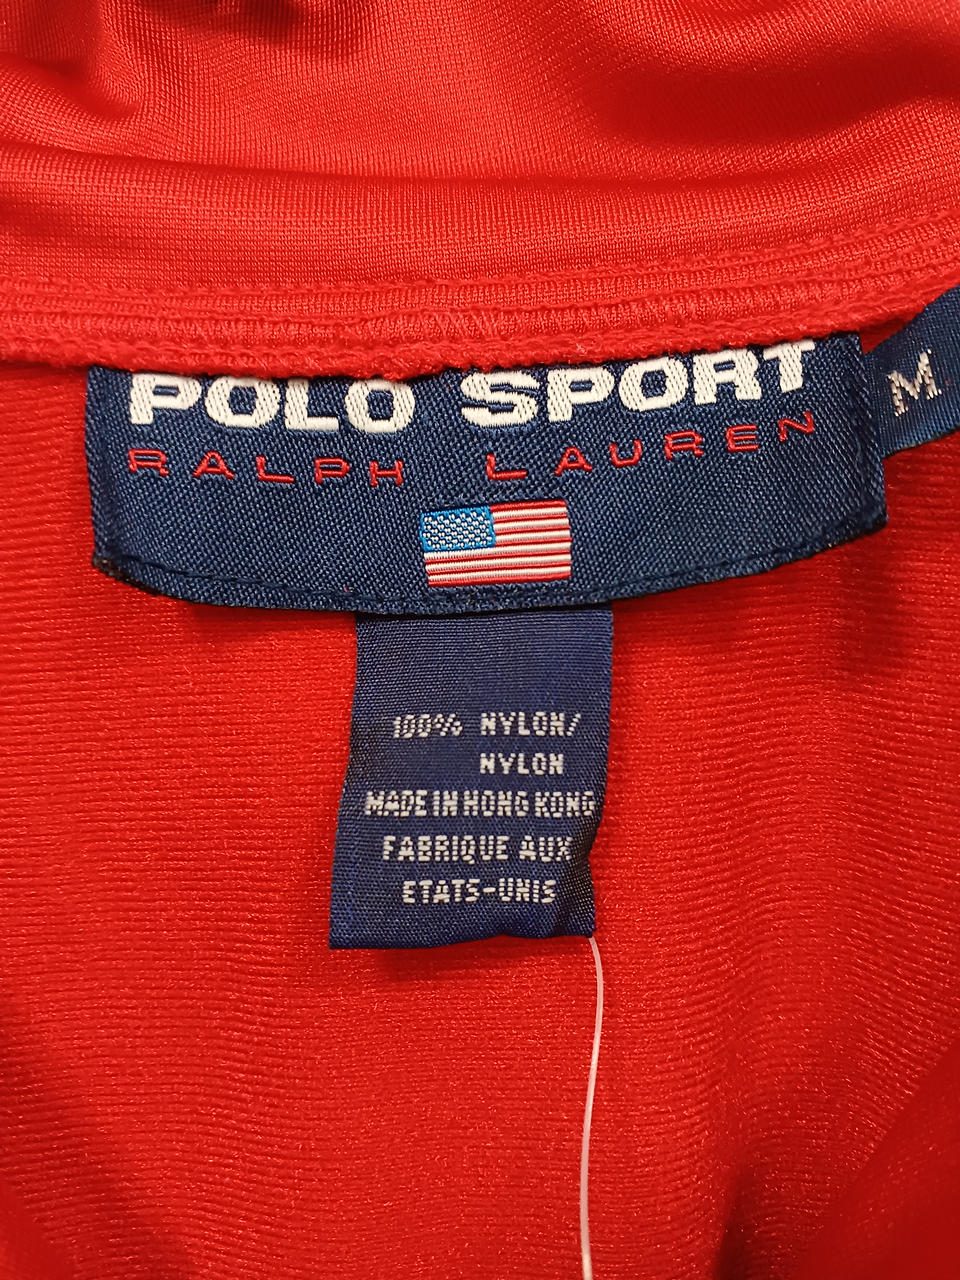 POLO SPORT
RALPH LAUREN
M
100% NYLON/
NYLON
MADE IN HONG KONG
FABRIQUE AUX
ETATS-UNIS